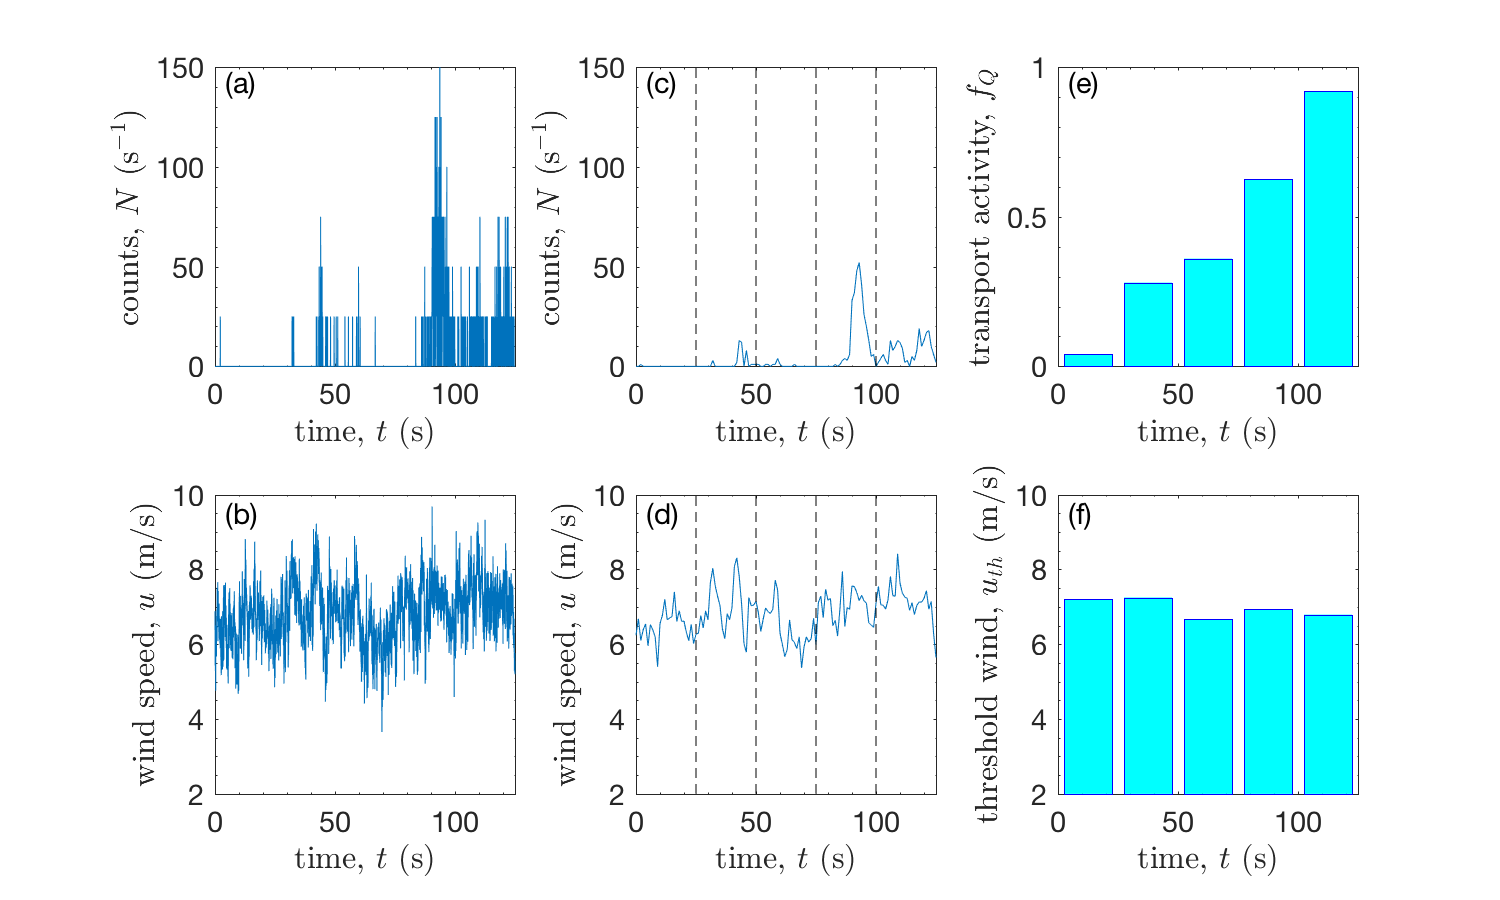 (a)
150
100
50
0
0 50 100
counts, N (s⁻¹)
time, t (s)
(c)
150
100
50
0
0 50 100
counts, N (s⁻¹)
time, t (s)
(e)
1
0.5
0
0 50 100
transport activity, f_Q
time, t (s)
(b)
10
8
6
4
2
0 50 100
wind speed, u (m/s)
time, t (s)
(d)
10
8
6
4
2
0 50 100
wind speed, u (m/s)
time, t (s)
(f)
10
8
6
4
2
0 50 100
threshold wind, u_th (m/s)
time, t (s)